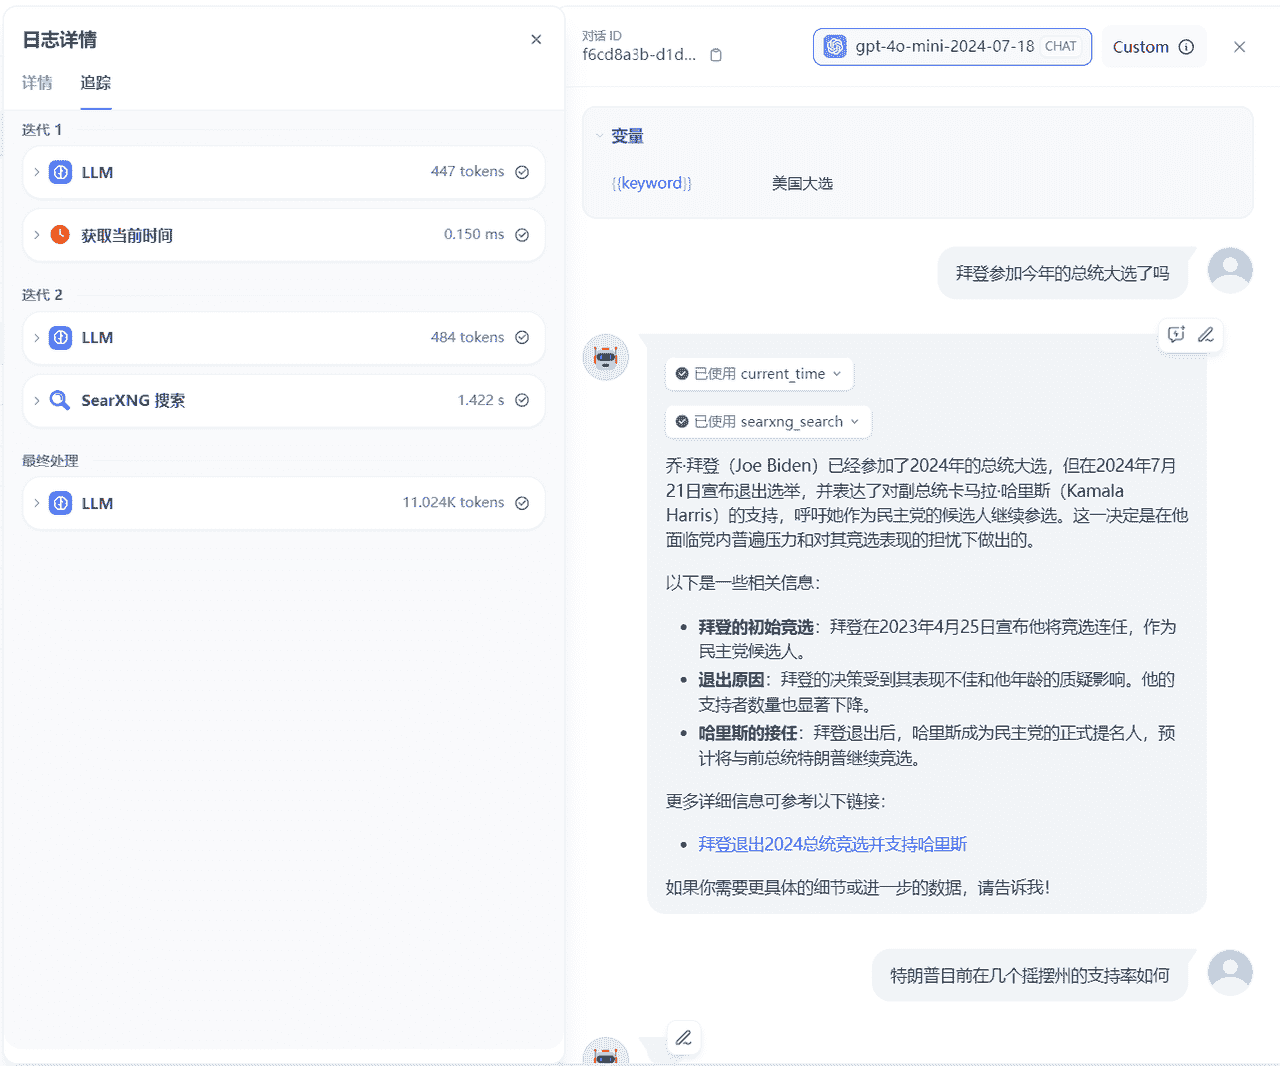 日志详情
详情 追踪
迭代 1
LLM 447 tokens
获取当前时间 0.150 ms
迭代 2
LLM 484 tokens
SearXNG 搜索 1.422 s
最终处理
LLM 11.024K tokens
对话 ID
f6cd8a3b-d1d...
gpt-4o-mini-2024-07-18 CHAT
Custom
变量
{{keyword}} 美国大选
拜登参加今年的总统大选了吗
已使用 current_time
已使用 searxng_search
乔·拜登（Joe Biden）已经参加了2024年的总统大选，但在2024年7月
21日宣布退出选举，并表达了对副总统卡马拉·哈里斯（Kamala
Harris）的支持，呼吁她作为民主党的候选人继续参选。这一决定是在他
面临党内普遍压力和对其竞选表现的担忧下做出的。
以下是一些相关信息：
• 拜登的初始竞选：拜登在2023年4月25日宣布他将竞选连任，作为
民主党候选人。
• 退出原因：拜登的决策受到其表现不佳和他年龄的质疑影响。他的
支持者数量也显著下降。
• 哈里斯的接任：拜登退出后，哈里斯成为民主党的正式提名人，预
计将与前总统特朗普继续竞选。
更多详细信息可参考以下链接：
• 拜登退出2024总统竞选并支持哈里斯
如果你需要更具体的细节或进一步的数据，请告诉我！
特朗普目前在几个摇摆州的支持率如何